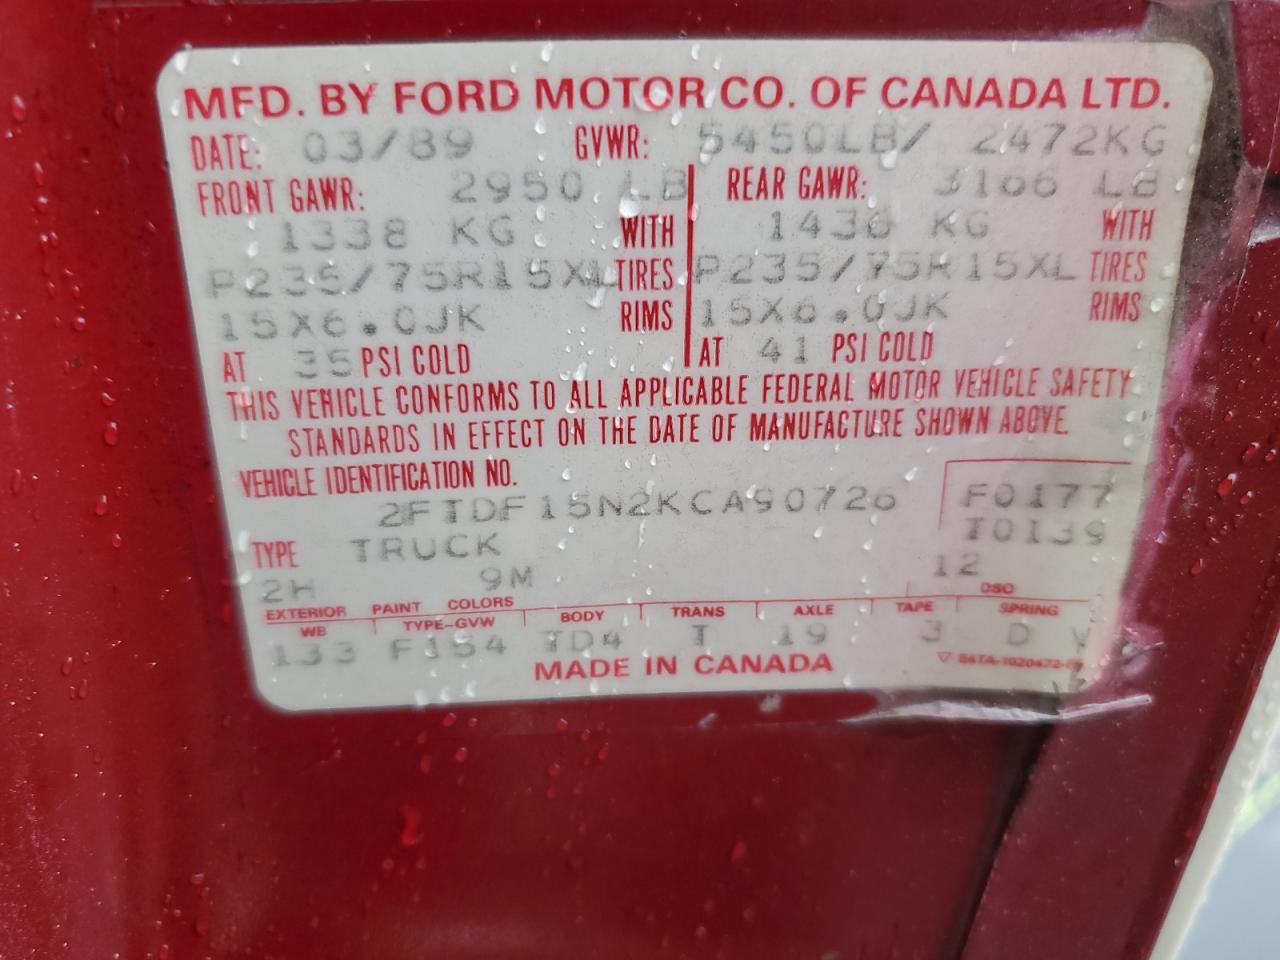 MFD. BY FORD MOTOR CO. OF CANADA LTD.
DATE: 03/89 GVWR: 5450LB/ 2472KG
FRONT GAWR: 2950 LB REAR GAWR: 3166 LB
1338 KG WITH 1436 KG WITH
P235/75R15XL TIRES P235/75R15XL TIRES
15X6.0JK RIMS 15X6.0JK RIMS
AT 35 PSI COLD AT 41 PSI COLD
THIS VEHICLE CONFORMS TO ALL APPLICABLE FEDERAL MOTOR VEHICLE SAFETY
STANDARDS IN EFFECT ON THE DATE OF MANUFACTURE SHOWN ABOVE.
VEHICLE IDENTIFICATION NO.
2FTDF15N2KCA90726 F0177
TYPE TRUCK T0139
2H 9M 12
EXTERIOR PAINT COLORS DSO
WB TYPE-GVW BODY TRANS AXLE TAPE SPRING
133 F154 TD4 T 19 3 D
MADE IN CANADA